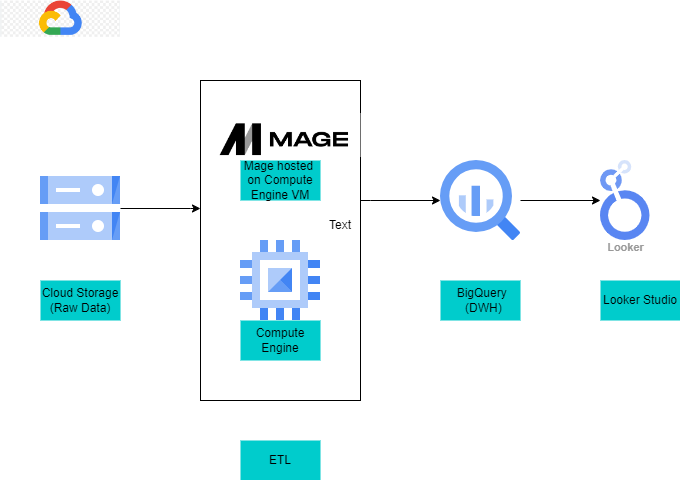 MAGE
Mage hosted
on Compute
Engine VM
Text
Looker
Cloud Storage
(Raw Data)
BigQuery
(DWH)
Looker Studio
Compute
Engine
ETL